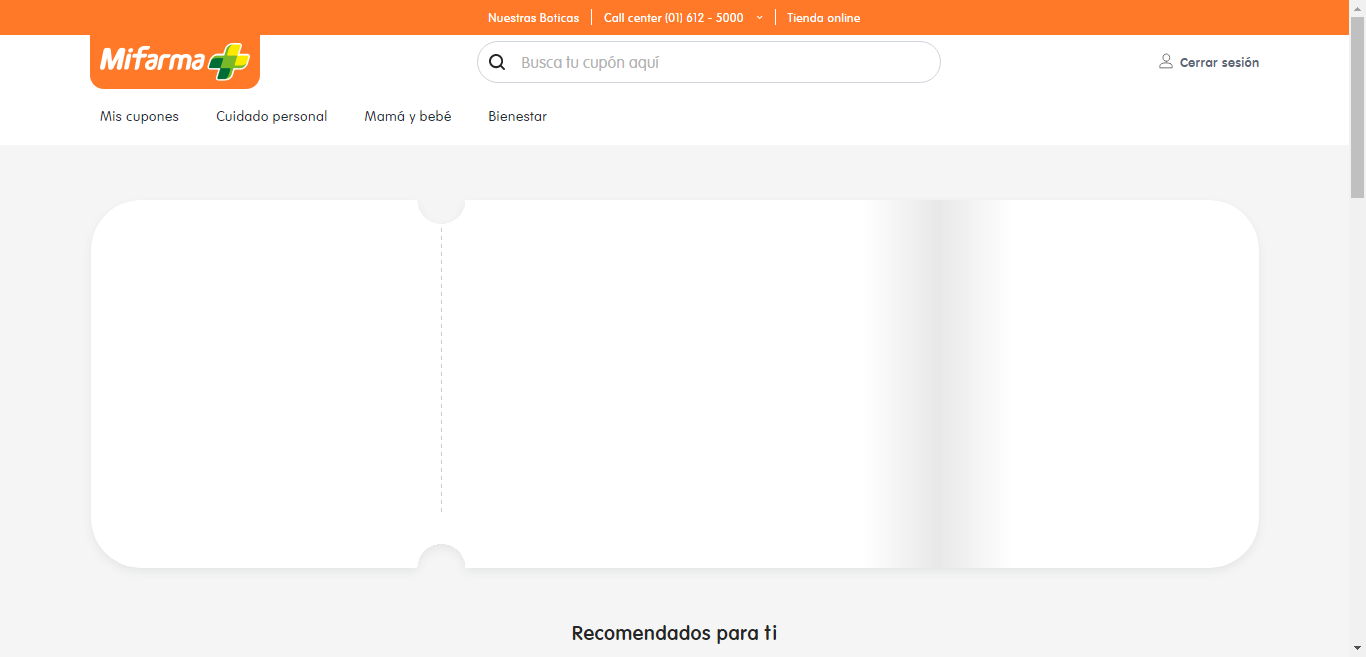 Nuestras Boticas
Call center (01) 612 - 5000
Tienda online
Mifarma
Busca tu cupón aquí
Cerrar sesión
Mis cupones
Cuidado personal
Mamá y bebé
Bienestar
Recomendados para ti